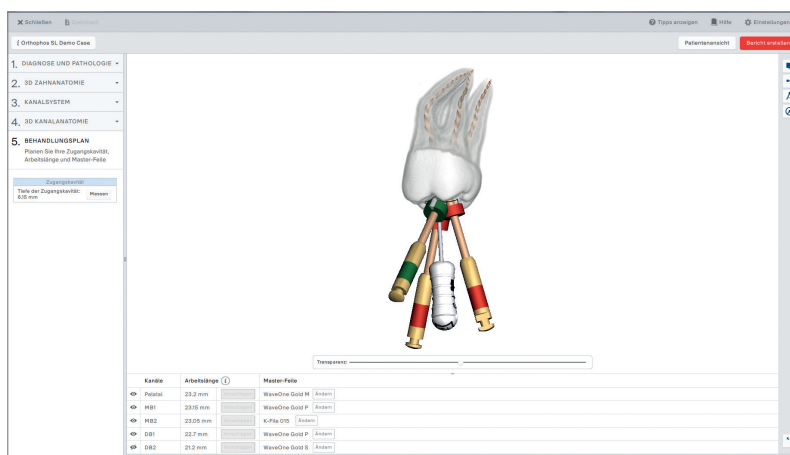 Schließen Speichern Tipps anzeigen Hilfe Einstellungen
Orthophos SL Demo Case Patientenansicht Bericht erstellen
1. DIAGNOSE UND PATHOLOGIE
2. 3D ZAHNANATOMIE
3. KANALSYSTEM
4. 3D KANALANATOMIE
5. BEHANDLUNGSPLAN
Planen Sie Ihre Zugangskavität,
Arbeitslänge und Master-Feile
Zugangskavität
Tiefe der Zugangskavität:
6.15 mm
Messen
Transparenz:
Kanäle Arbeitslänge Master-Feile
Palatal 23.2 mm WaveOne Gold M Ändern
MB1 23.15 mm WaveOne Gold P Ändern
MB2 23.05 mm K-File 015 Ändern
DB1 22.7 mm WaveOne Gold P Ändern
DB2 21.2 mm WaveOne Gold S Ändern